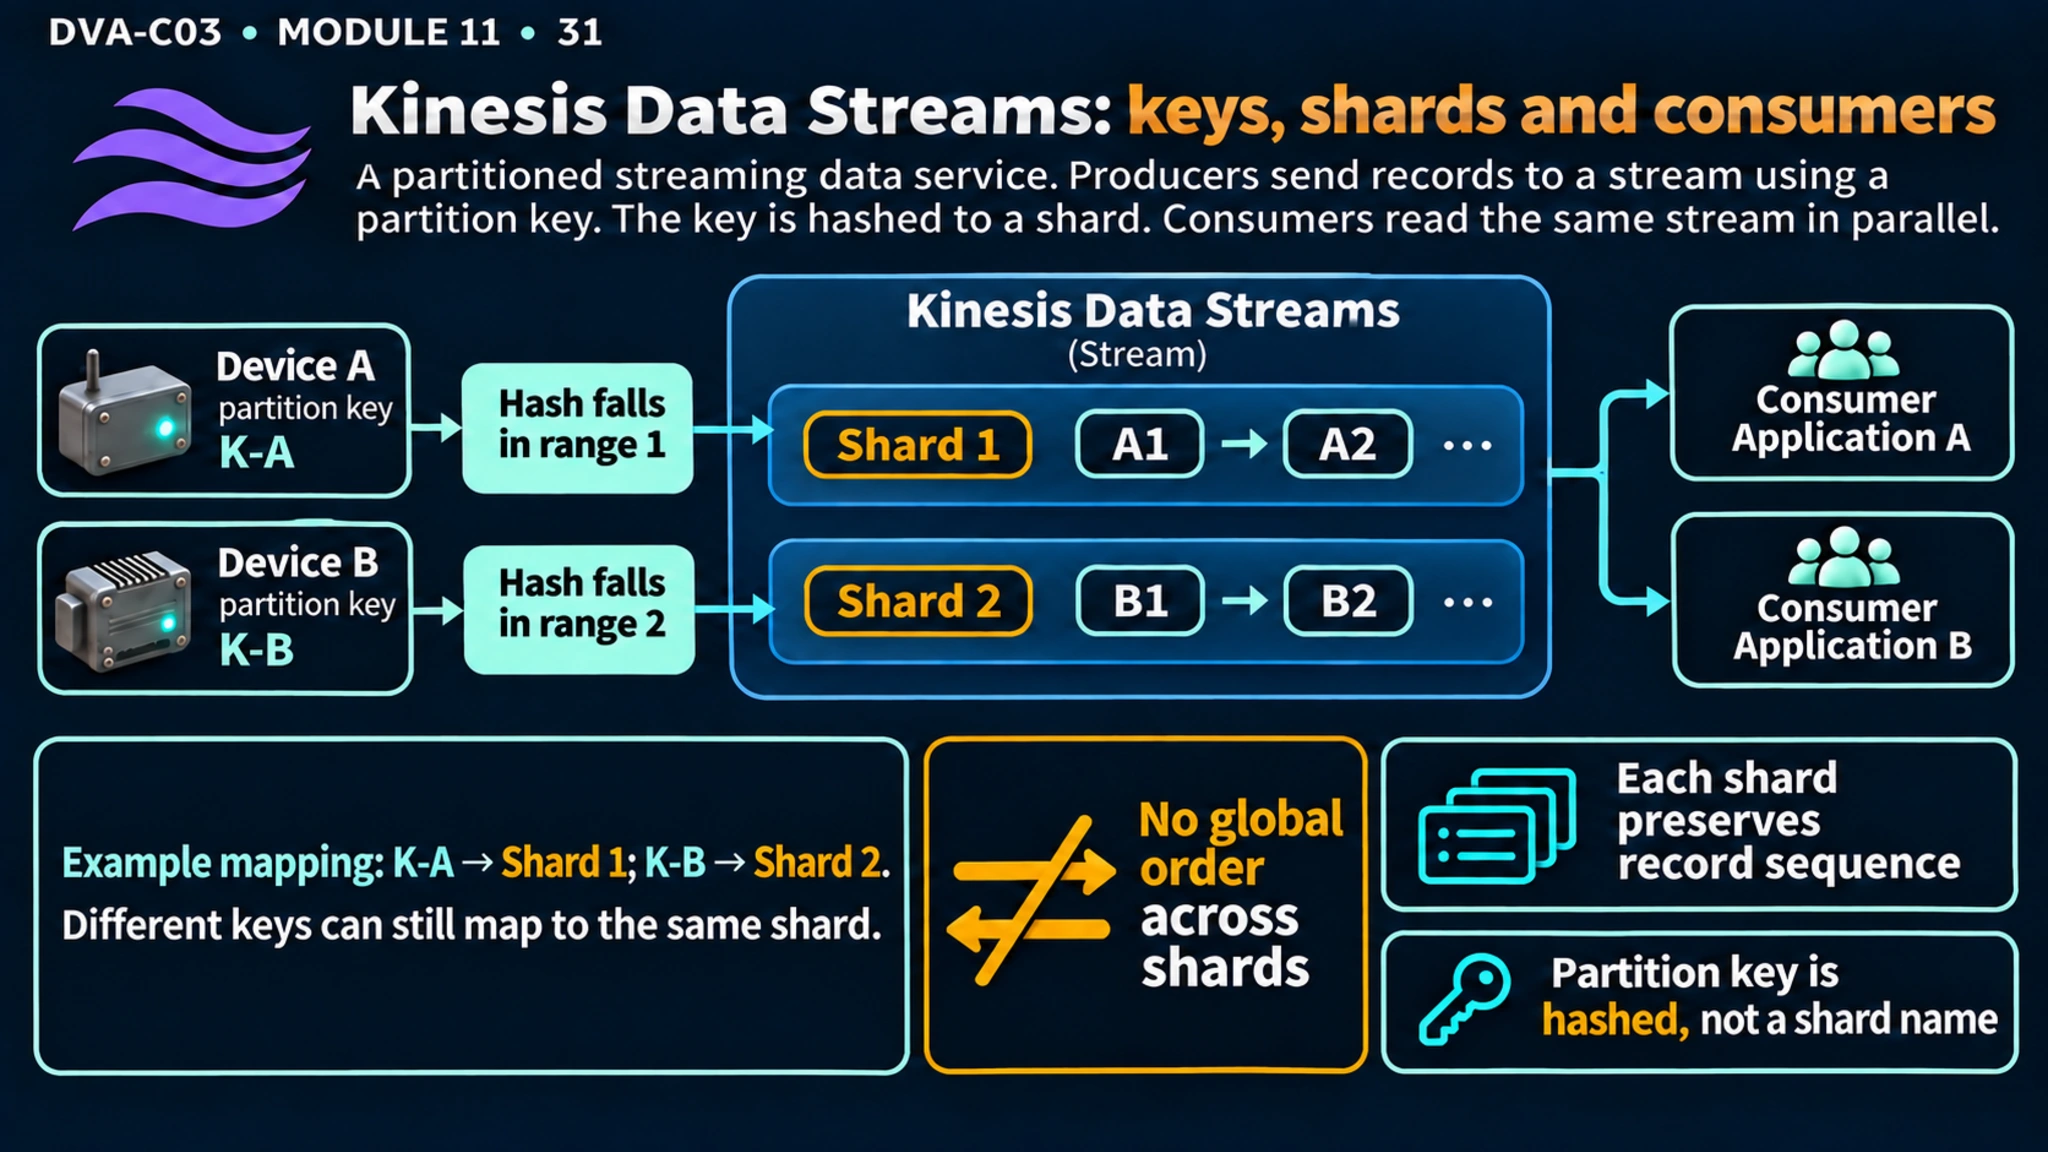 DVA-C03 • MODULE 11 • 31
Kinesis Data Streams: keys, shards and consumers
A partitioned streaming data service. Producers send records to a stream using a
partition key. The key is hashed to a shard. Consumers read the same stream in parallel.
Device A
partition key
K-A
Hash falls
in range 1
Device B
partition key
K-B
Hash falls
in range 2
Kinesis Data Streams
(Stream)
Shard 1 A1 → A2 ...
Shard 2 B1 → B2 ...
Consumer
Application A
Consumer
Application B
Example mapping: K-A → Shard 1; K-B → Shard 2.
Different keys can still map to the same shard.
No global
order
across
shards
Each shard
preserves
record sequence
Partition key is
hashed, not a shard name